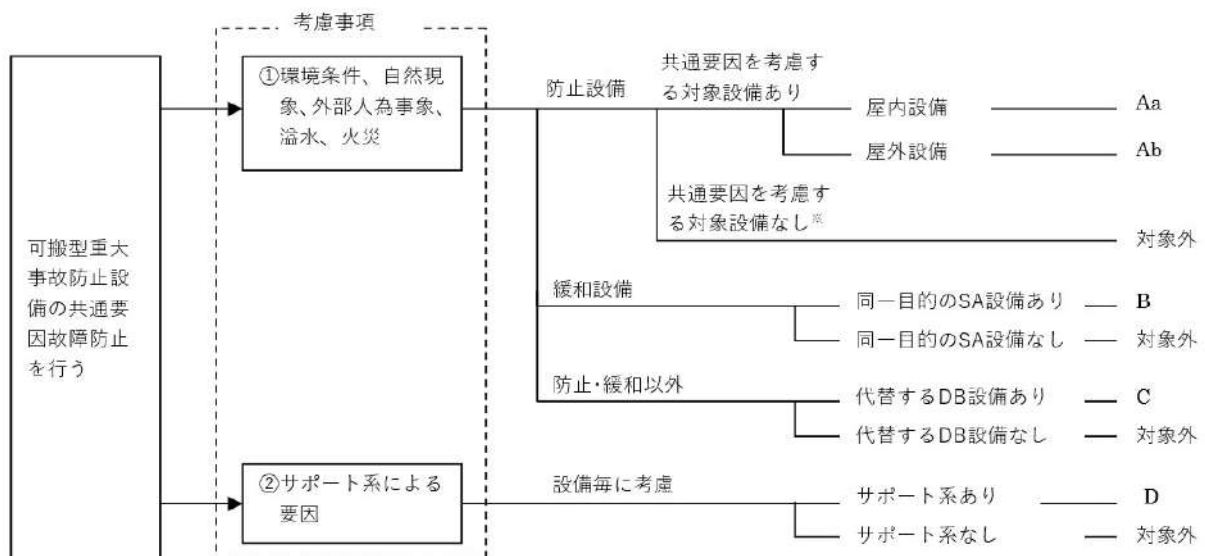 考慮事項
可搬型重大
事故防止設
備の共通要
因故障防止
を行う
①環境条件、自然現
象、外部人為事象、
溢水、火災
防止設備
共通要因を考慮す
る対象設備あり
屋内設備
Aa
屋外設備
Ab
共通要因を考慮す
る対象設備なし※
対象外
緩和設備
同一目的のSA設備あり
B
同一目的のSA設備なし
対象外
防止・緩和以外
代替するDB設備あり
C
代替するDB設備なし
対象外
②サポート系による
要因
設備毎に考慮
サポート系あり
D
サポート系なし
対象外